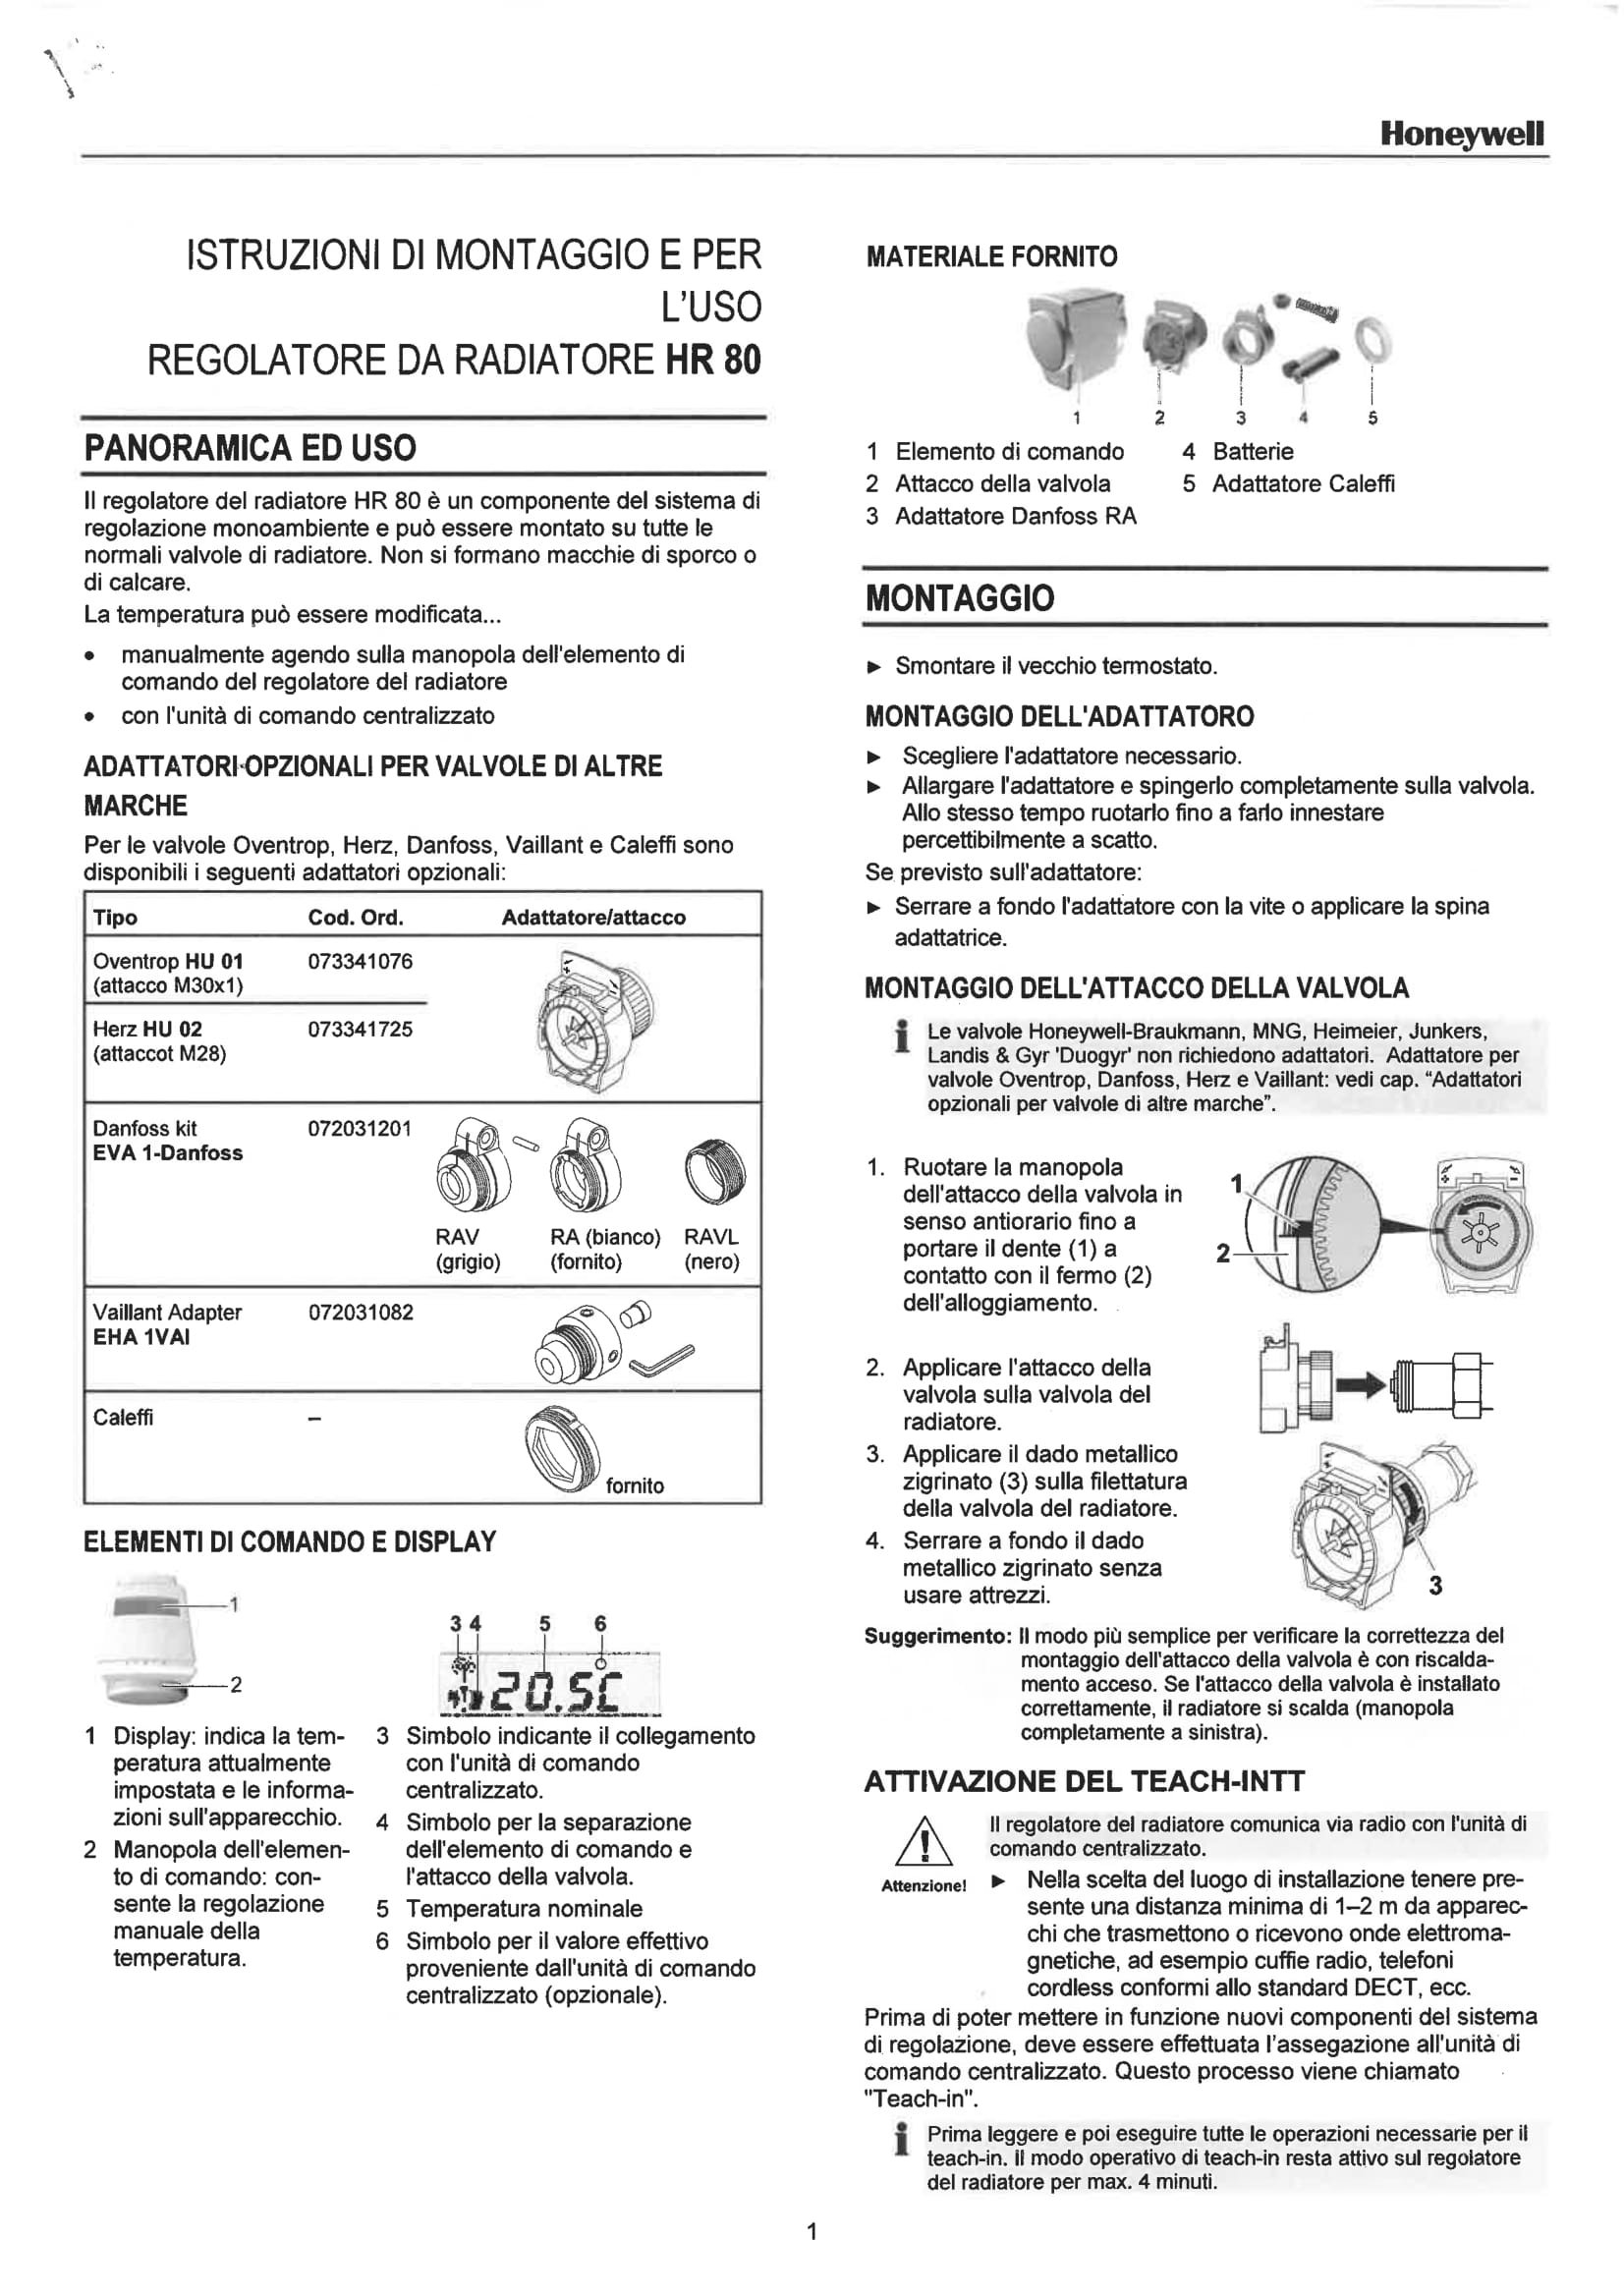 Honeywell
ISTRUZIONI DI MONTAGGIO E PER
L'USO
REGOLATORE DA RADIATORE HR 80
PANORAMICA ED USO
Il regolatore del radiatore HR 80 è un componente del sistema di
regolazione monoambiente e può essere montato su tutte le
normali valvole di radiatore. Non si formano macchie di sporco o
di calcare.
La temperatura può essere modificata...
• manualmente agendo sulla manopola dell'elemento di
comando del regolatore del radiatore
• con l'unità di comando centralizzato
ADATTATORI OPZIONALI PER VALVOLE DI ALTRE
MARCHE
Per le valvole Oventrop, Herz, Danfoss, Vaillant e Caleffi sono
disponibili i seguenti adattatori opzionali:
Tipo Cod. Ord. Adattatore/attacco
Oventrop HU 01 073341076
(attacco M30x1)
Herz HU 02 073341725
(attaccot M28)
Danfoss kit 072031201
EVA 1-Danfoss
RAV RA (bianco) RAVL
(grigio) (fornito) (nero)
Vaillant Adapter 072031082
EHA 1VAI
Caleffi –
fornito
ELEMENTI DI COMANDO E DISPLAY
1
2
3 4 5 6
20.5C
1 Display: indica la tem-
peratura attualmente
impostata e le informa-
zioni sull'apparecchio.
2 Manopola dell'elemen-
to di comando: con-
sente la regolazione
manuale della
temperatura.
3 Simbolo indicante il collegamento
con l'unità di comando
centralizzato.
4 Simbolo per la separazione
dell'elemento di comando e
l'attacco della valvola.
5 Temperatura nominale
6 Simbolo per il valore effettivo
proveniente dall'unità di comando
centralizzato (opzionale).
MATERIALE FORNITO
1 2 3 4 5
1 Elemento di comando 4 Batterie
2 Attacco della valvola 5 Adattatore Caleffi
3 Adattatore Danfoss RA
MONTAGGIO
► Smontare il vecchio termostato.
MONTAGGIO DELL'ADATTATORO
► Scegliere l'adattatore necessario.
► Allargare l'adattatore e spingerlo completamente sulla valvola.
Allo stesso tempo ruotarlo fino a farlo innestare
percettibilmente a scatto.
Se previsto sull'adattatore:
► Serrare a fondo l'adattatore con la vite o applicare la spina
adattatrice.
MONTAGGIO DELL'ATTACCO DELLA VALVOLA
i Le valvole Honeywell-Braukmann, MNG, Heimeier, Junkers,
Landis & Gyr 'Duogyr' non richiedono adattatori. Adattatore per
valvole Oventrop, Danfoss, Herz e Vaillant: vedi cap. "Adattatori
opzionali per valvole di altre marche".
1. Ruotare la manopola
dell'attacco della valvola in
senso antiorario fino a
portare il dente (1) a
contatto con il fermo (2)
dell'alloggiamento.
1
2
2. Applicare l'attacco della
valvola sulla valvola del
radiatore.
3. Applicare il dado metallico
zigrinato (3) sulla filettatura
della valvola del radiatore.
4. Serrare a fondo il dado
metallico zigrinato senza
usare attrezzi.
3
Suggerimento: Il modo più semplice per verificare la correttezza del
montaggio dell'attacco della valvola è con riscalda-
mento acceso. Se l'attacco della valvola è installato
correttamente, il radiatore si scalda (manopola
completamente a sinistra).
ATTIVAZIONE DEL TEACH-INTT
Attenzione!
Il regolatore del radiatore comunica via radio con l'unità di
comando centralizzato.
► Nella scelta del luogo di installazione tenere pre-
sente una distanza minima di 1–2 m da apparec-
chi che trasmettono o ricevono onde elettroma-
gnetiche, ad esempio cuffie radio, telefoni
cordless conformi allo standard DECT, ecc.
Prima di poter mettere in funzione nuovi componenti del sistema
di regolazione, deve essere effettuata l'assegazione all'unità di
comando centralizzato. Questo processo viene chiamato
"Teach-in".
i Prima leggere e poi eseguire tutte le operazioni necessarie per il
teach-in. Il modo operativo di teach-in resta attivo sul regolatore
del radiatore per max. 4 minuti.
1